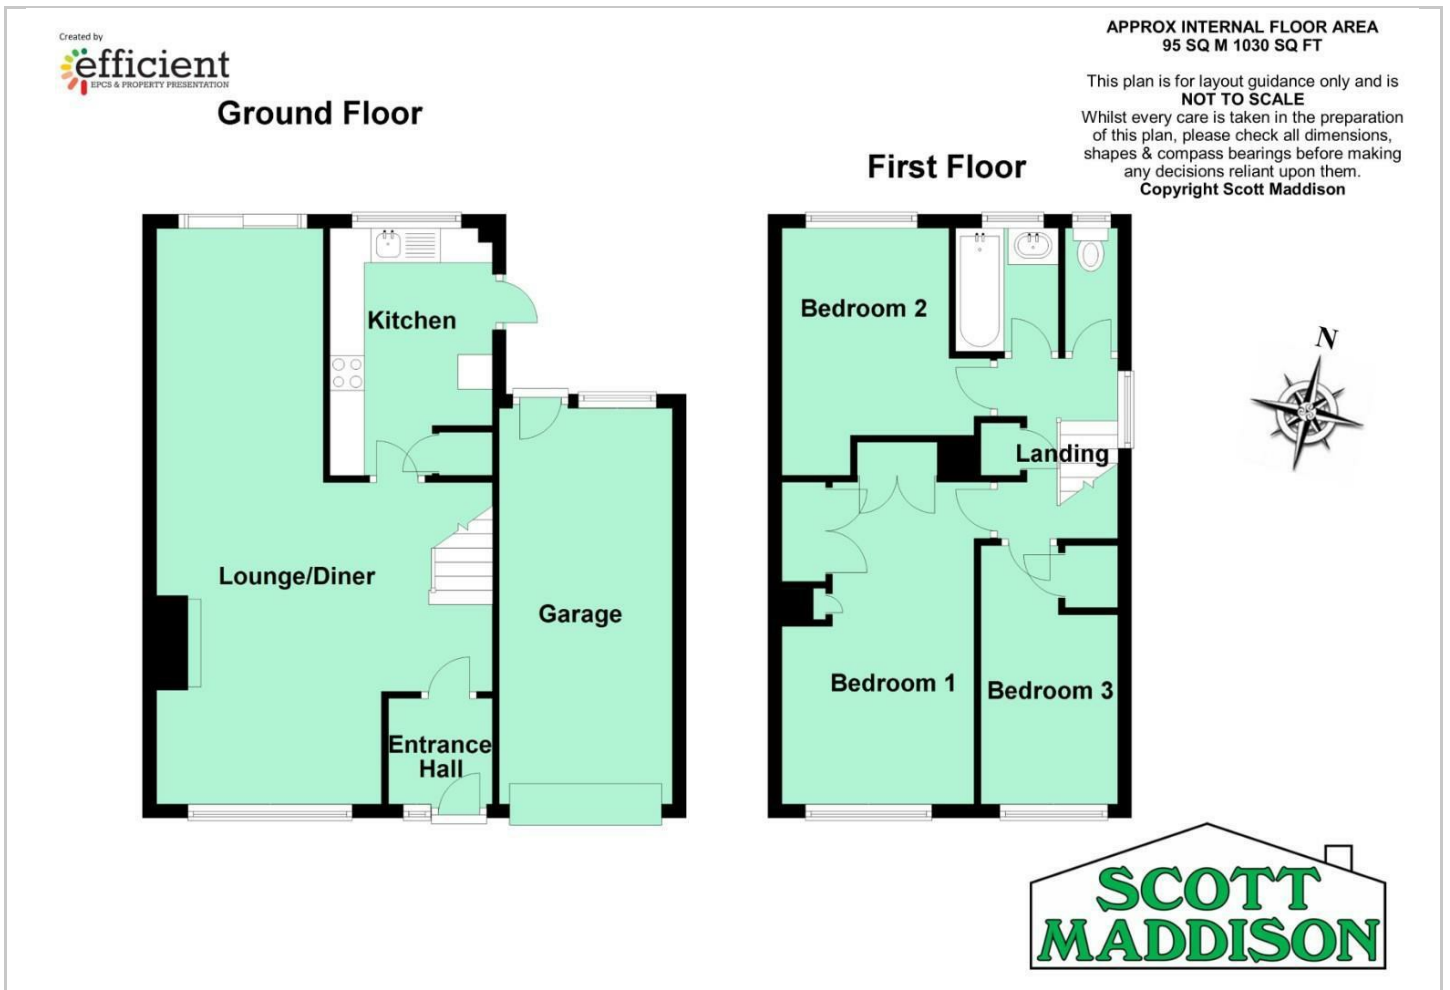 Created by
efficient
EPCS & PROPERTY PRESENTATION
APPROX INTERNAL FLOOR AREA
95 SQ M 1030 SQ FT
This plan is for layout guidance only and is
NOT TO SCALE
Whilst every care is taken in the preparation
of this plan, please check all dimensions,
shapes & compass bearings before making
any decisions reliant upon them.
Copyright Scott Maddison
Ground Floor
Kitchen
Lounge/Diner
Garage
Entrance
Hall
First Floor
Bedroom 2
Landing
Bedroom 1
Bedroom 3
N
SCOTT
MADDISON